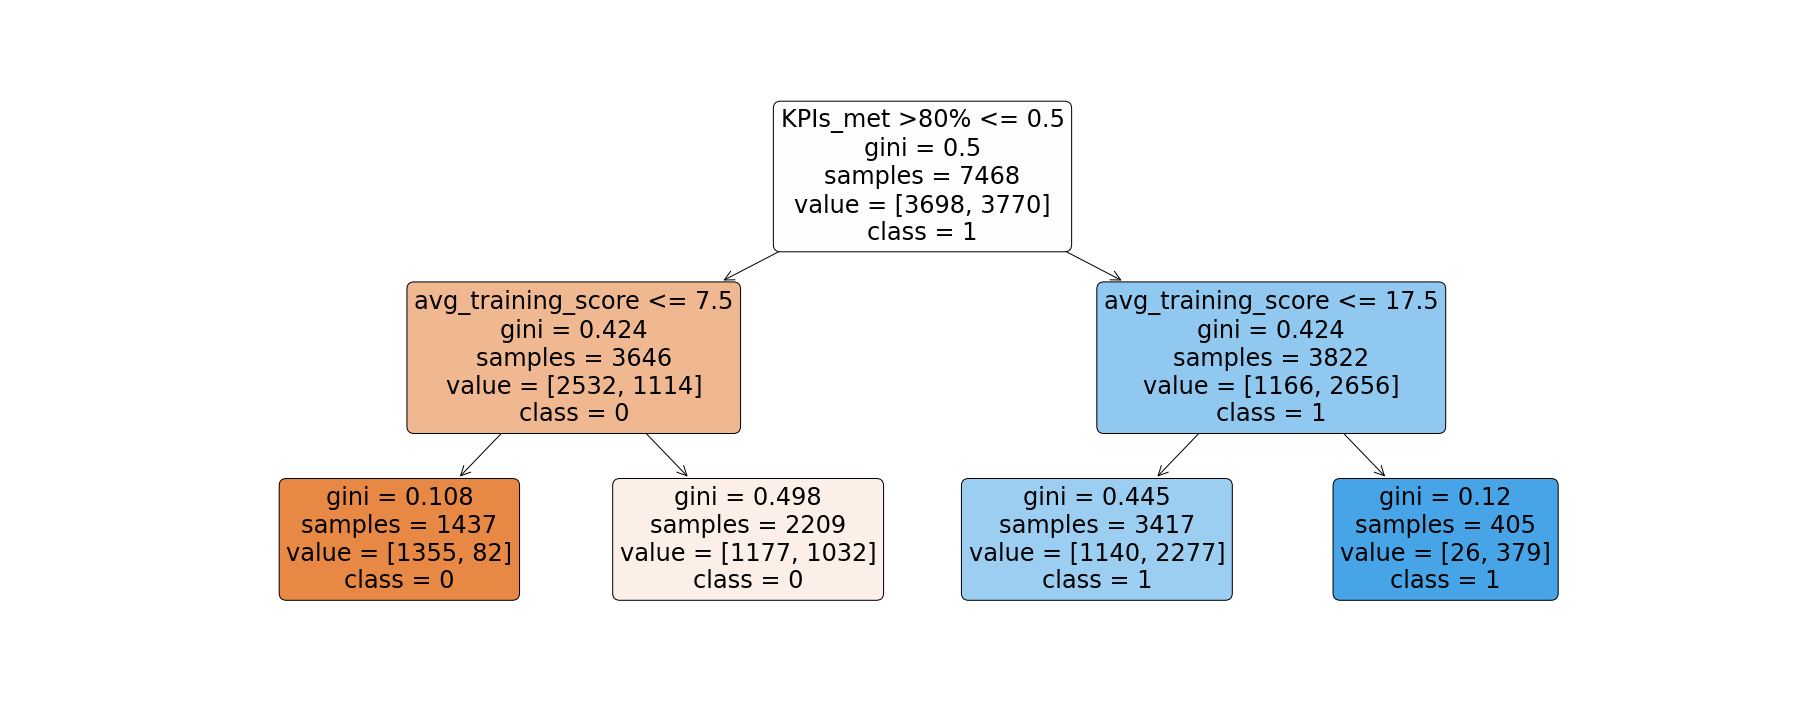 KPIs_met >80% <= 0.5
gini = 0.5
samples = 7468
value = [3698, 3770]
class = 1
avg_training_score <= 7.5
gini = 0.424
samples = 3646
value = [2532, 1114]
class = 0
avg_training_score <= 17.5
gini = 0.424
samples = 3822
value = [1166, 2656]
class = 1
gini = 0.108
samples = 1437
value = [1355, 82]
class = 0
gini = 0.498
samples = 2209
value = [1177, 1032]
class = 0
gini = 0.445
samples = 3417
value = [1140, 2277]
class = 1
gini = 0.12
samples = 405
value = [26, 379]
class = 1